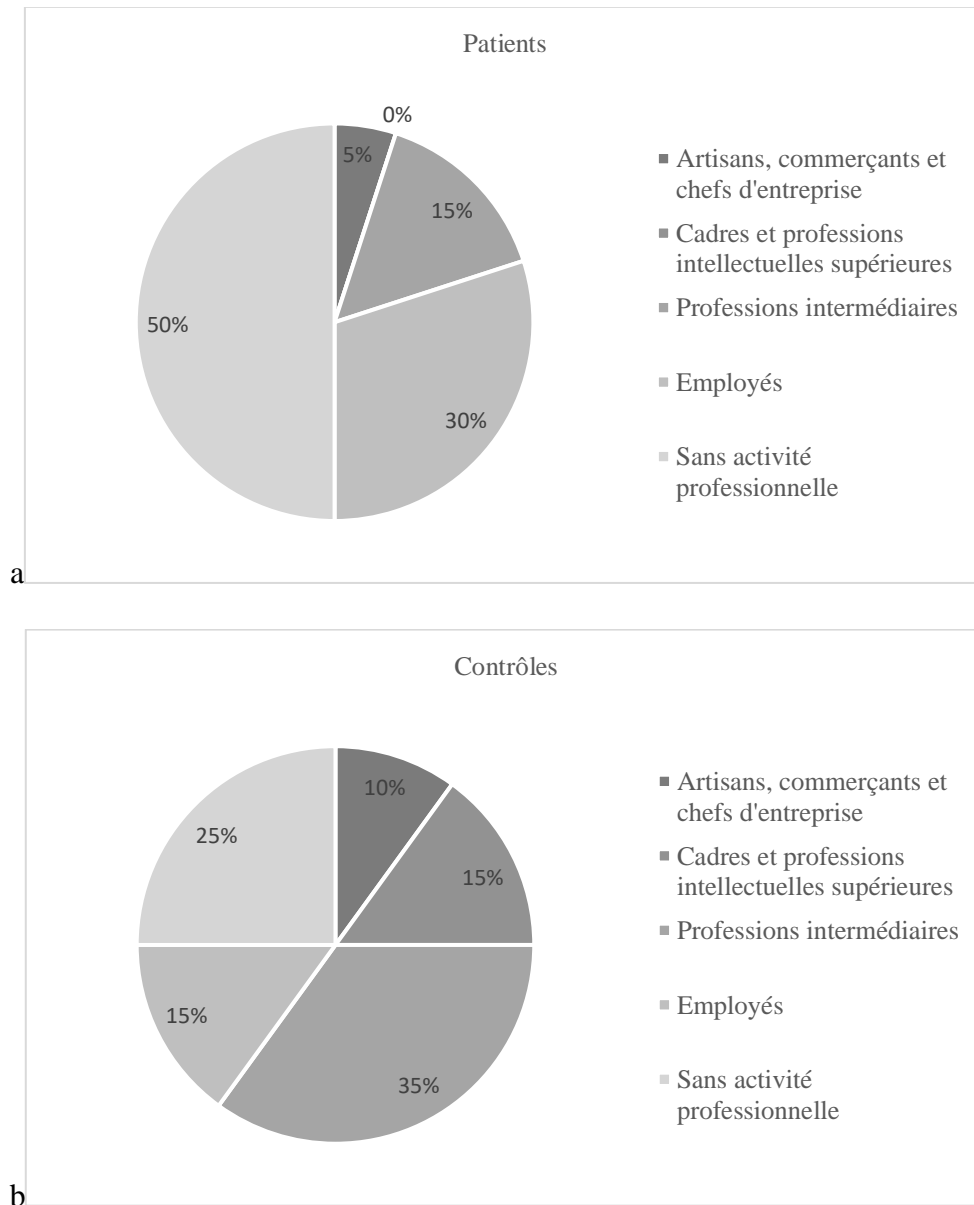 Patients
0%
5%
15%
30%
50%
Artisans, commerçants et
chefs d'entreprise
Cadres et professions
intellectuelles supérieures
Professions intermédiaires
Employés
Sans activité
professionnelle
a
Contrôles
10%
15%
35%
15%
25%
Artisans, commerçants et
chefs d'entreprise
Cadres et professions
intellectuelles supérieures
Professions intermédiaires
Employés
Sans activité
professionnelle
b